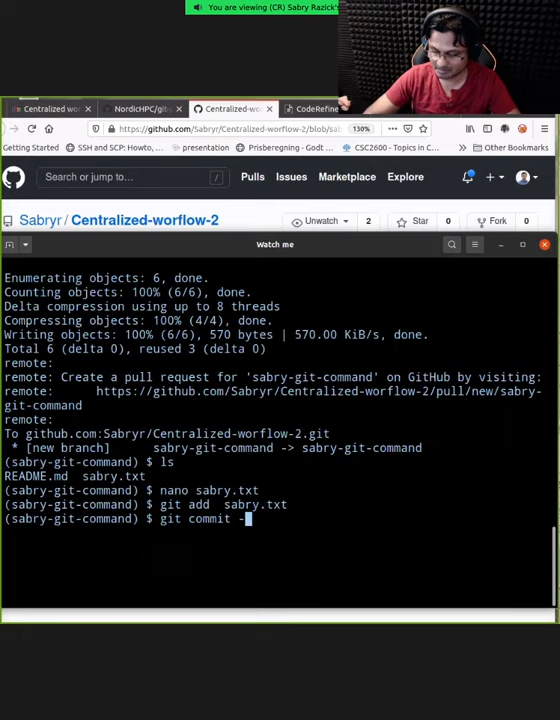 You are viewing (CR) Sabry Razick's
Centralized wor
NordicHPC/git-
Centralized-wo
CodeRefine
https://github.com/Sabryr/Centralized-worflow-2/blob/sa
130%
Getting Started
SSH and SCP: Howto, ...
presentation
Prisberegning - Godt ...
CSC2600 - Topics in C...
Other Bookmarks
Search or jump to...
/
Pulls
Issues
Marketplace
Explore
Sabryr / Centralized-worflow-2
Unwatch
2
Star
0
Fork
0
Watch me
Enumerating objects: 6, done.
Counting objects: 100% (6/6), done.
Delta compression using up to 8 threads
Compressing objects: 100% (4/4), done.
Writing objects: 100% (6/6), 570 bytes | 570.00 KiB/s, done.
Total 6 (delta 0), reused 3 (delta 0)
remote:
remote: Create a pull request for 'sabry-git-command' on GitHub by visiting:
remote:      https://github.com/Sabryr/Centralized-worflow-2/pull/new/sabry-
git-command
remote:
To github.com:Sabryr/Centralized-worflow-2.git
 * [new branch]      sabry-git-command -> sabry-git-command
(sabry-git-command) $ ls
README.md  sabry.txt
(sabry-git-command) $ nano sabry.txt
(sabry-git-command) $ git add  sabry.txt
(sabry-git-command) $ git commit -